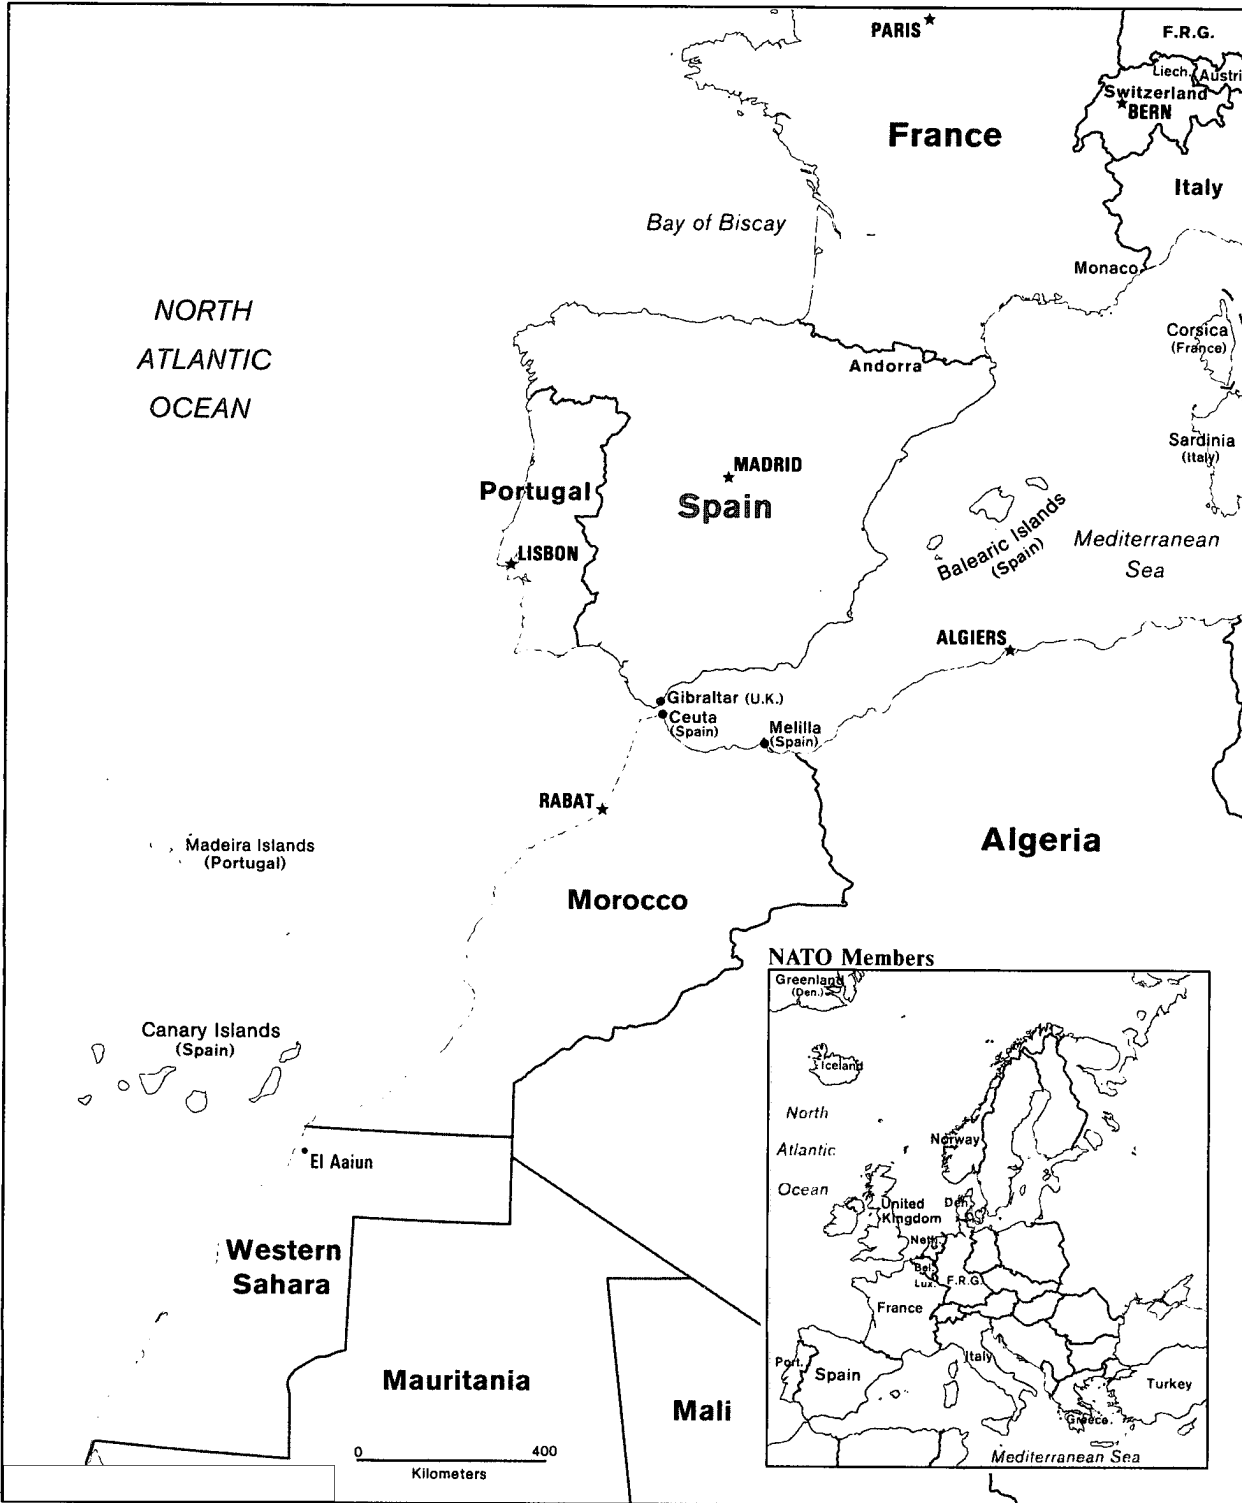 PARIS
F.R.G.
Liech.
Austri
Switzerland
BERN
France
Italy
Bay of Biscay
Monaco
NORTH
ATLANTIC
OCEAN
Corsica
(France)
Andorra
Sardinia
(Italy)
MADRID
Portugal
Spain
LISBON
Balearic Islands
(Spain)
Mediterranean
Sea
ALGIERS
Gibraltar (U.K.)
Ceuta
(Spain)
Melilla
(Spain)
RABAT
Algeria
Madeira Islands
(Portugal)
Morocco
NATO Members
Greenland
(Den.)
Canary Islands
(Spain)
Iceland
North
Atlantic
Ocean
Norway
El Aaiun
United
Kingdom
Den.
Neth.
Bel.
Lux.
F.R.G.
Western
Sahara
France
Italy
Port.
Spain
Turkey
Greece
Mediterranean Sea
Mauritania
Mali
0 400
Kilometers